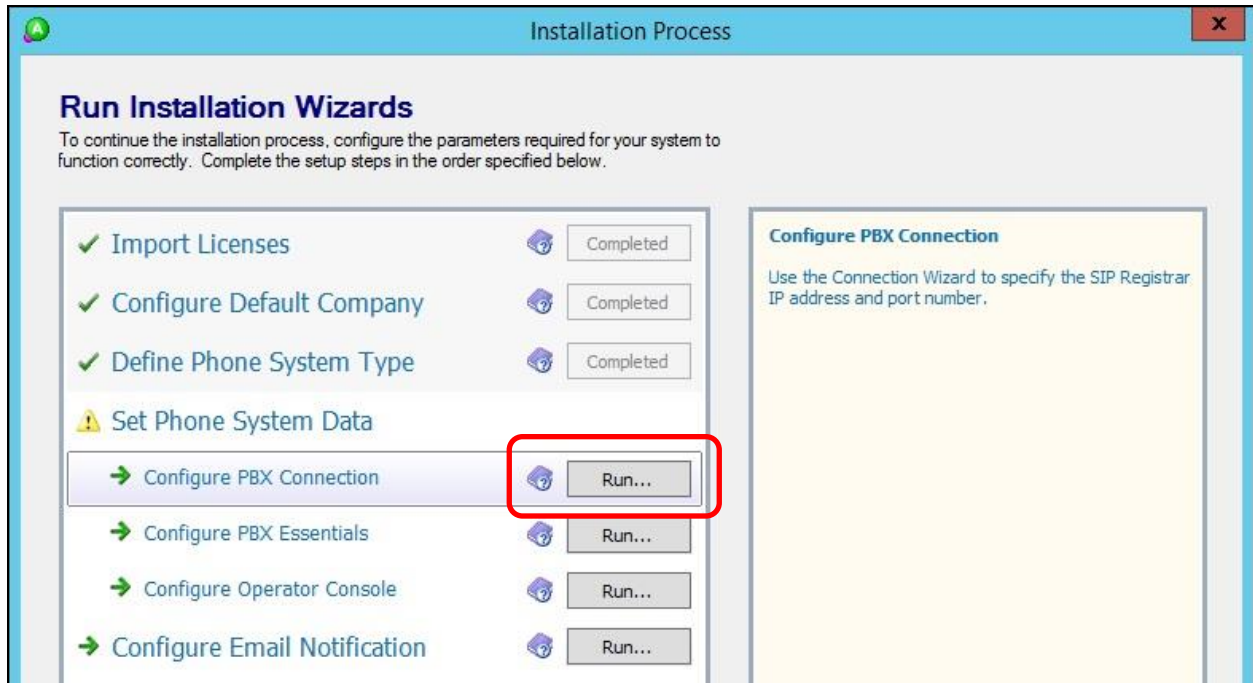 Installation Process
x
Run Installation Wizards
To continue the installation process, configure the parameters required for your system to
function correctly. Complete the setup steps in the order specified below.
Import Licenses
Completed
Configure Default Company
Completed
Define Phone System Type
Completed
Set Phone System Data
Configure PBX Connection
Run...
Configure PBX Essentials
Run...
Configure Operator Console
Run...
Configure Email Notification
Run...
Configure PBX Connection
Use the Connection Wizard to specify the SIP Registrar
IP address and port number.